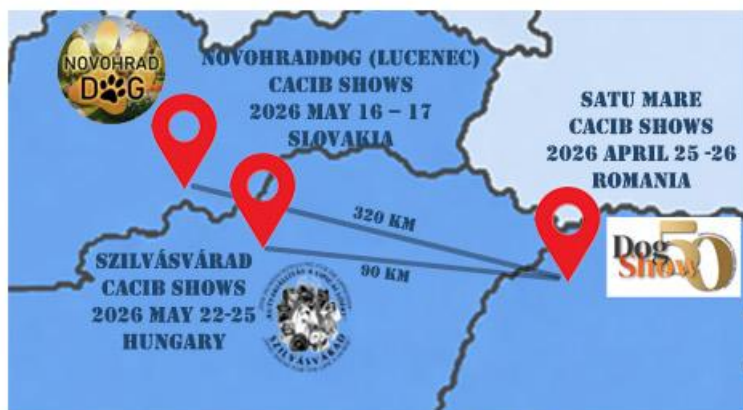 NOVOHRAD
DOG
NOVOHRADDOG (LUCENEC)
CACIB SHOWS
2026 MAY 16 – 17
SLOVAKIA
SATU MARE
CACIB SHOWS
2026 APRIL 25 -26
ROMANIA
320 KM
90 KM
Dog
Show
50
SZILVÁSVÁRAD
CACIB SHOWS
2026 MAY 22-25
HUNGARY
SZILVÁSVÁRAD